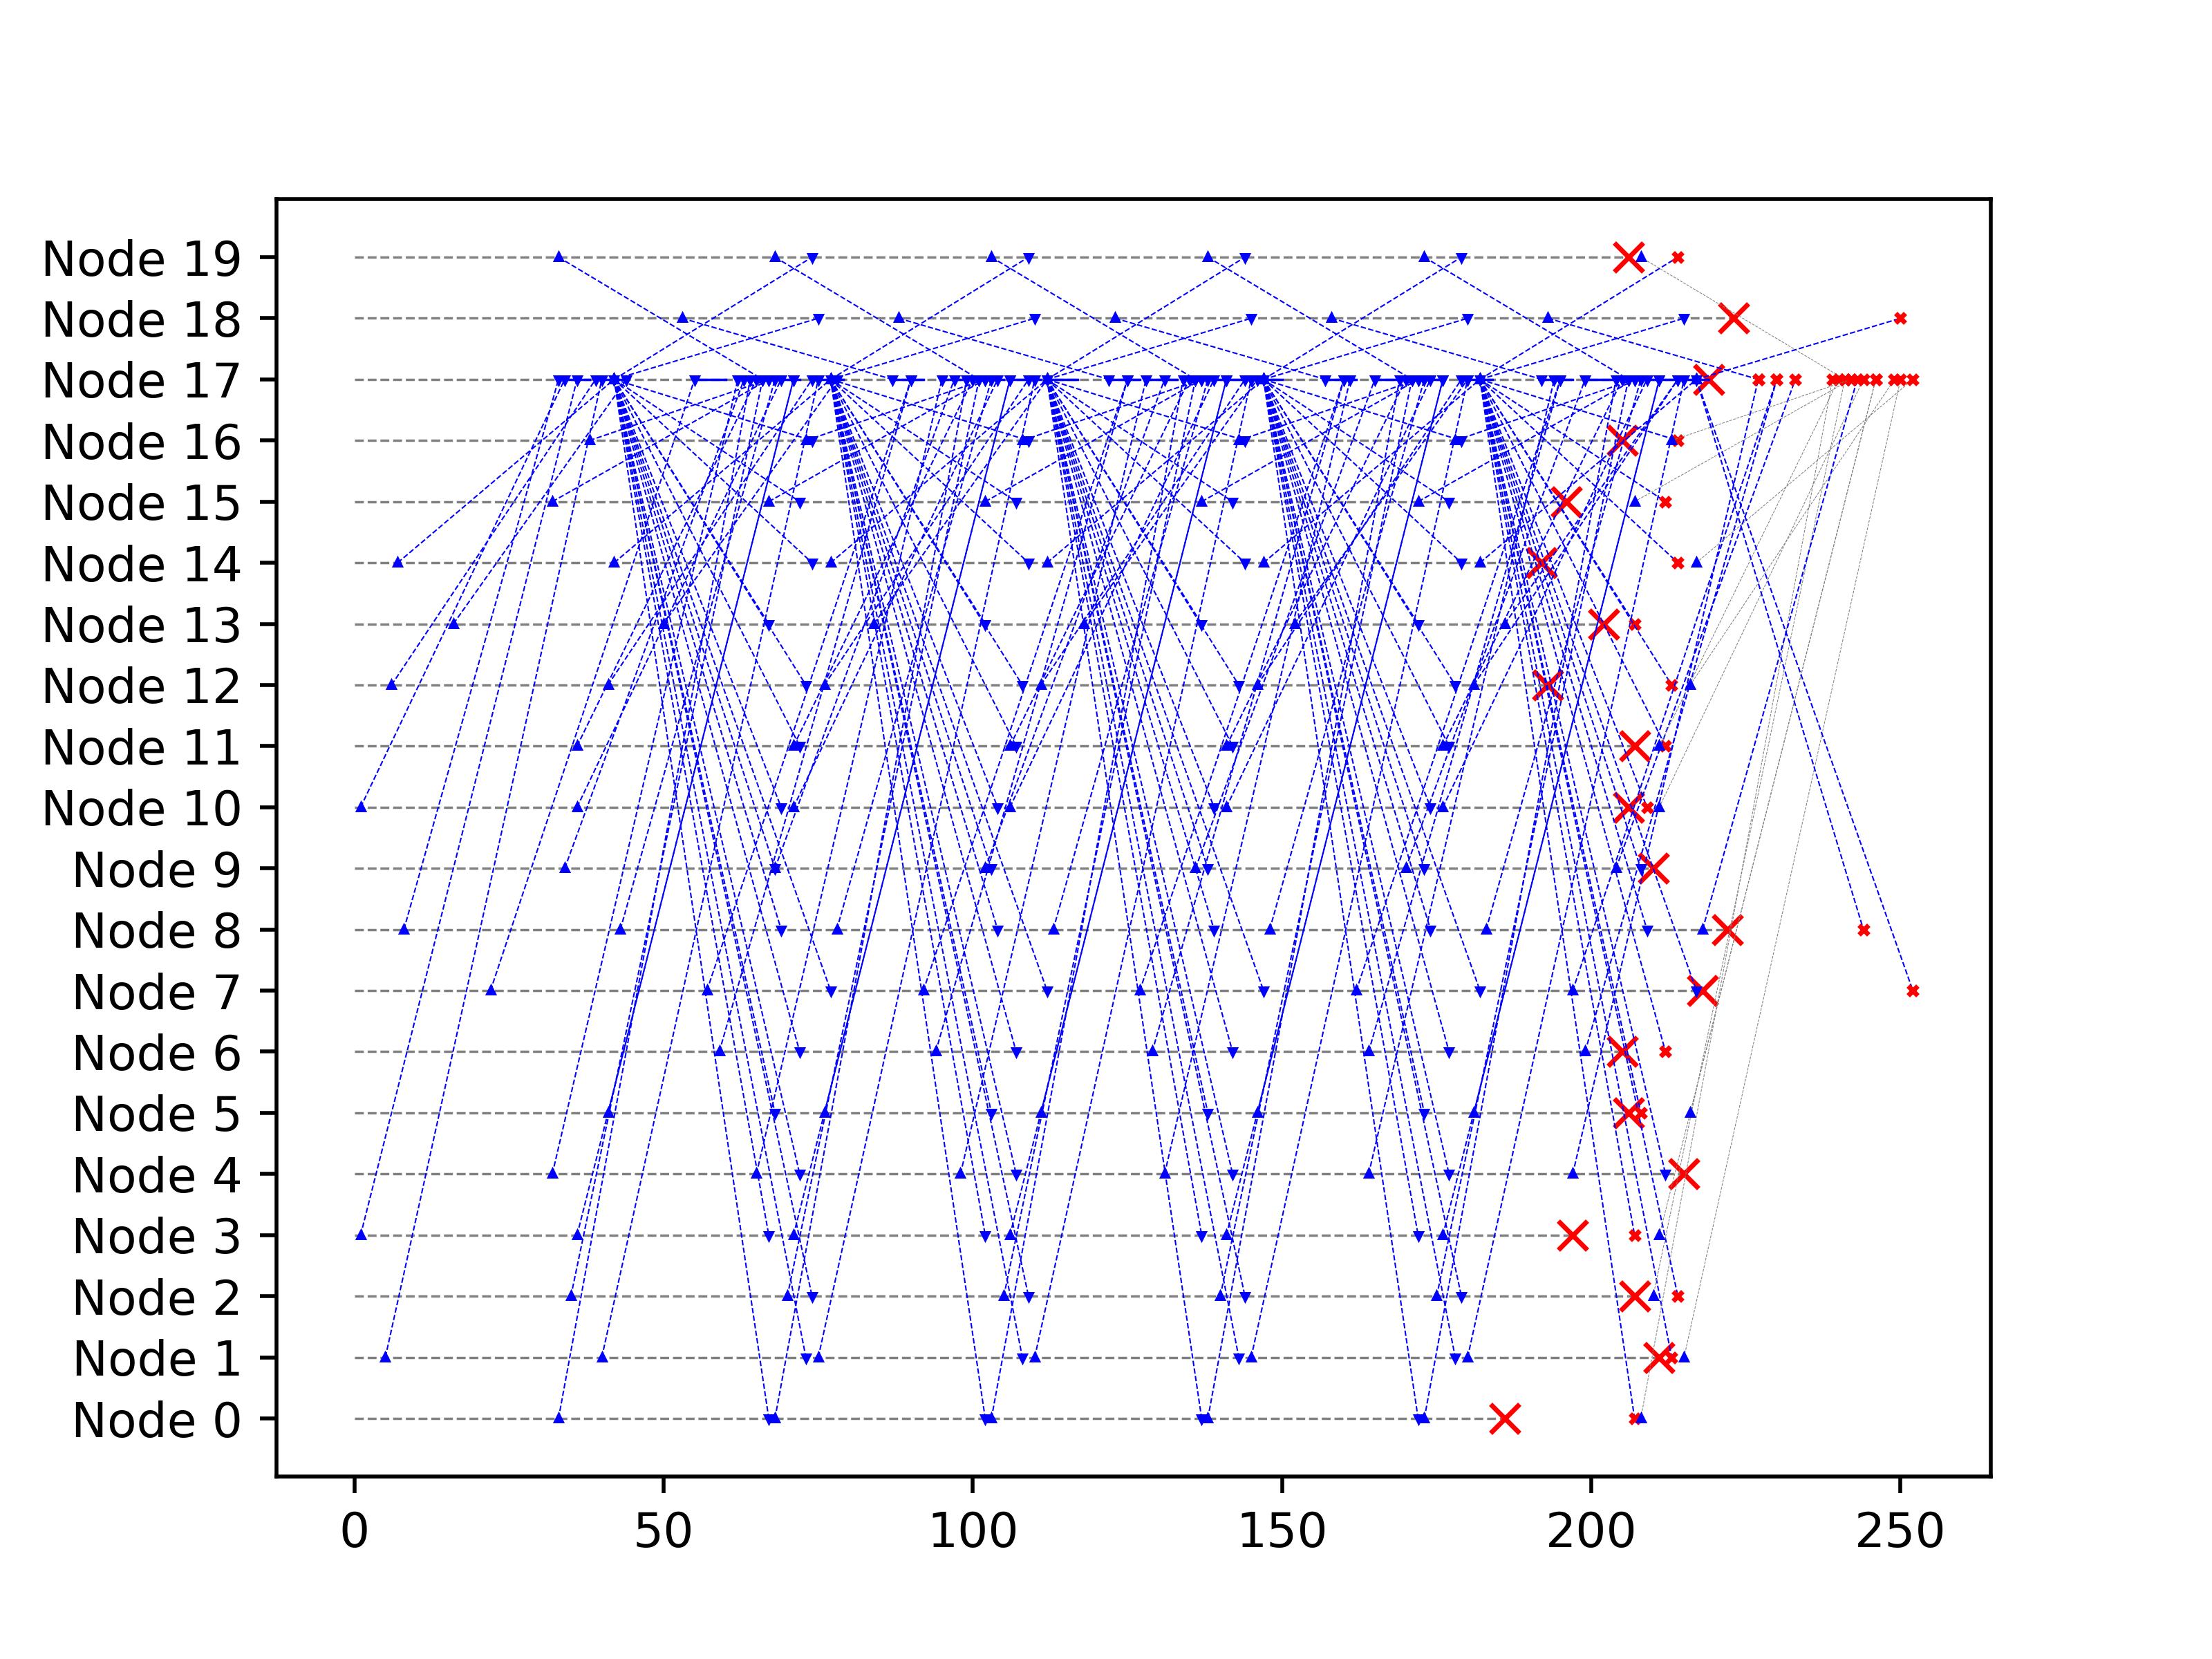 Node 19
Node 18
Node 17
Node 16
Node 15
Node 14
Node 13
Node 12
Node 11
Node 10
Node 9
Node 8
Node 7
Node 6
Node 5
Node 4
Node 3
Node 2
Node 1
Node 0
0 50 100 150 200 250